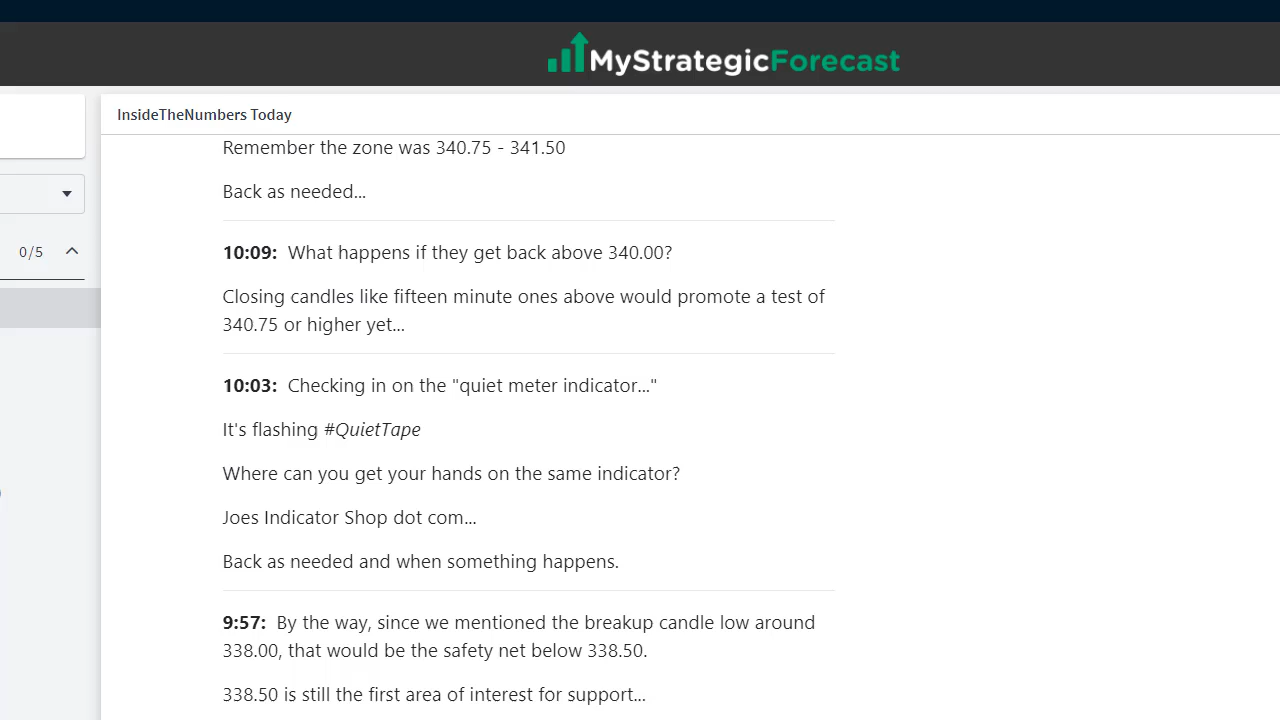 MyStrategicForecast
InsideTheNumbers Today
Remember the zone was 340.75 - 341.50
Back as needed...
0/5
10:09: What happens if they get back above 340.00?
Closing candles like fifteen minute ones above would promote a test of
340.75 or higher yet...
10:03: Checking in on the "quiet meter indicator..."
It's flashing #QuietTape
Where can you get your hands on the same indicator?
Joes Indicator Shop dot com...
Back as needed and when something happens.
9:57: By the way, since we mentioned the breakup candle low around
338.00, that would be the safety net below 338.50.
338.50 is still the first area of interest for support...